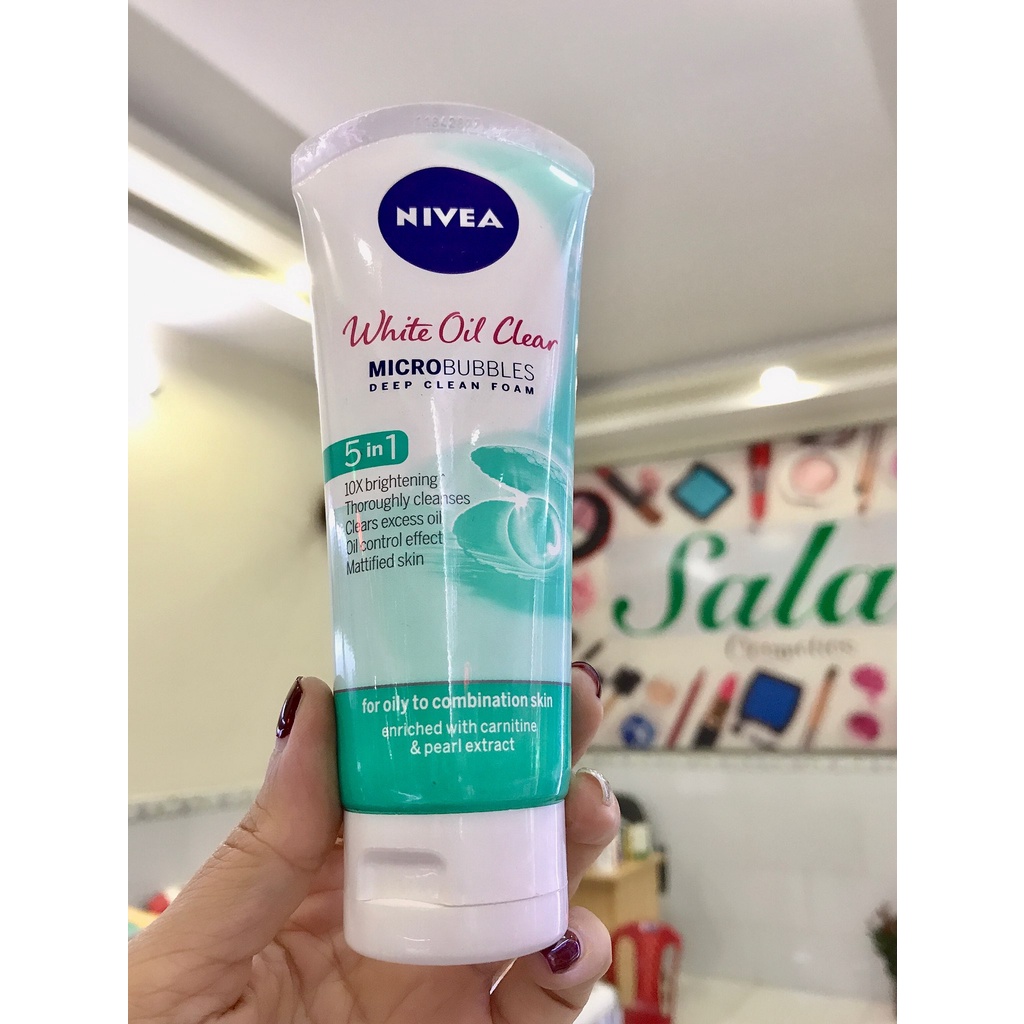 NIVEA
White Oil Clear
MICROBUBBLES
DEEP CLEAN FOAM
5 in 1
10X brightening
Thoroughly cleanses
Clears excess oil
Oil control effect
Mattified skin
for oily to combination skin
enriched with carnitine
& pearl extract
Sala
Cosmetics